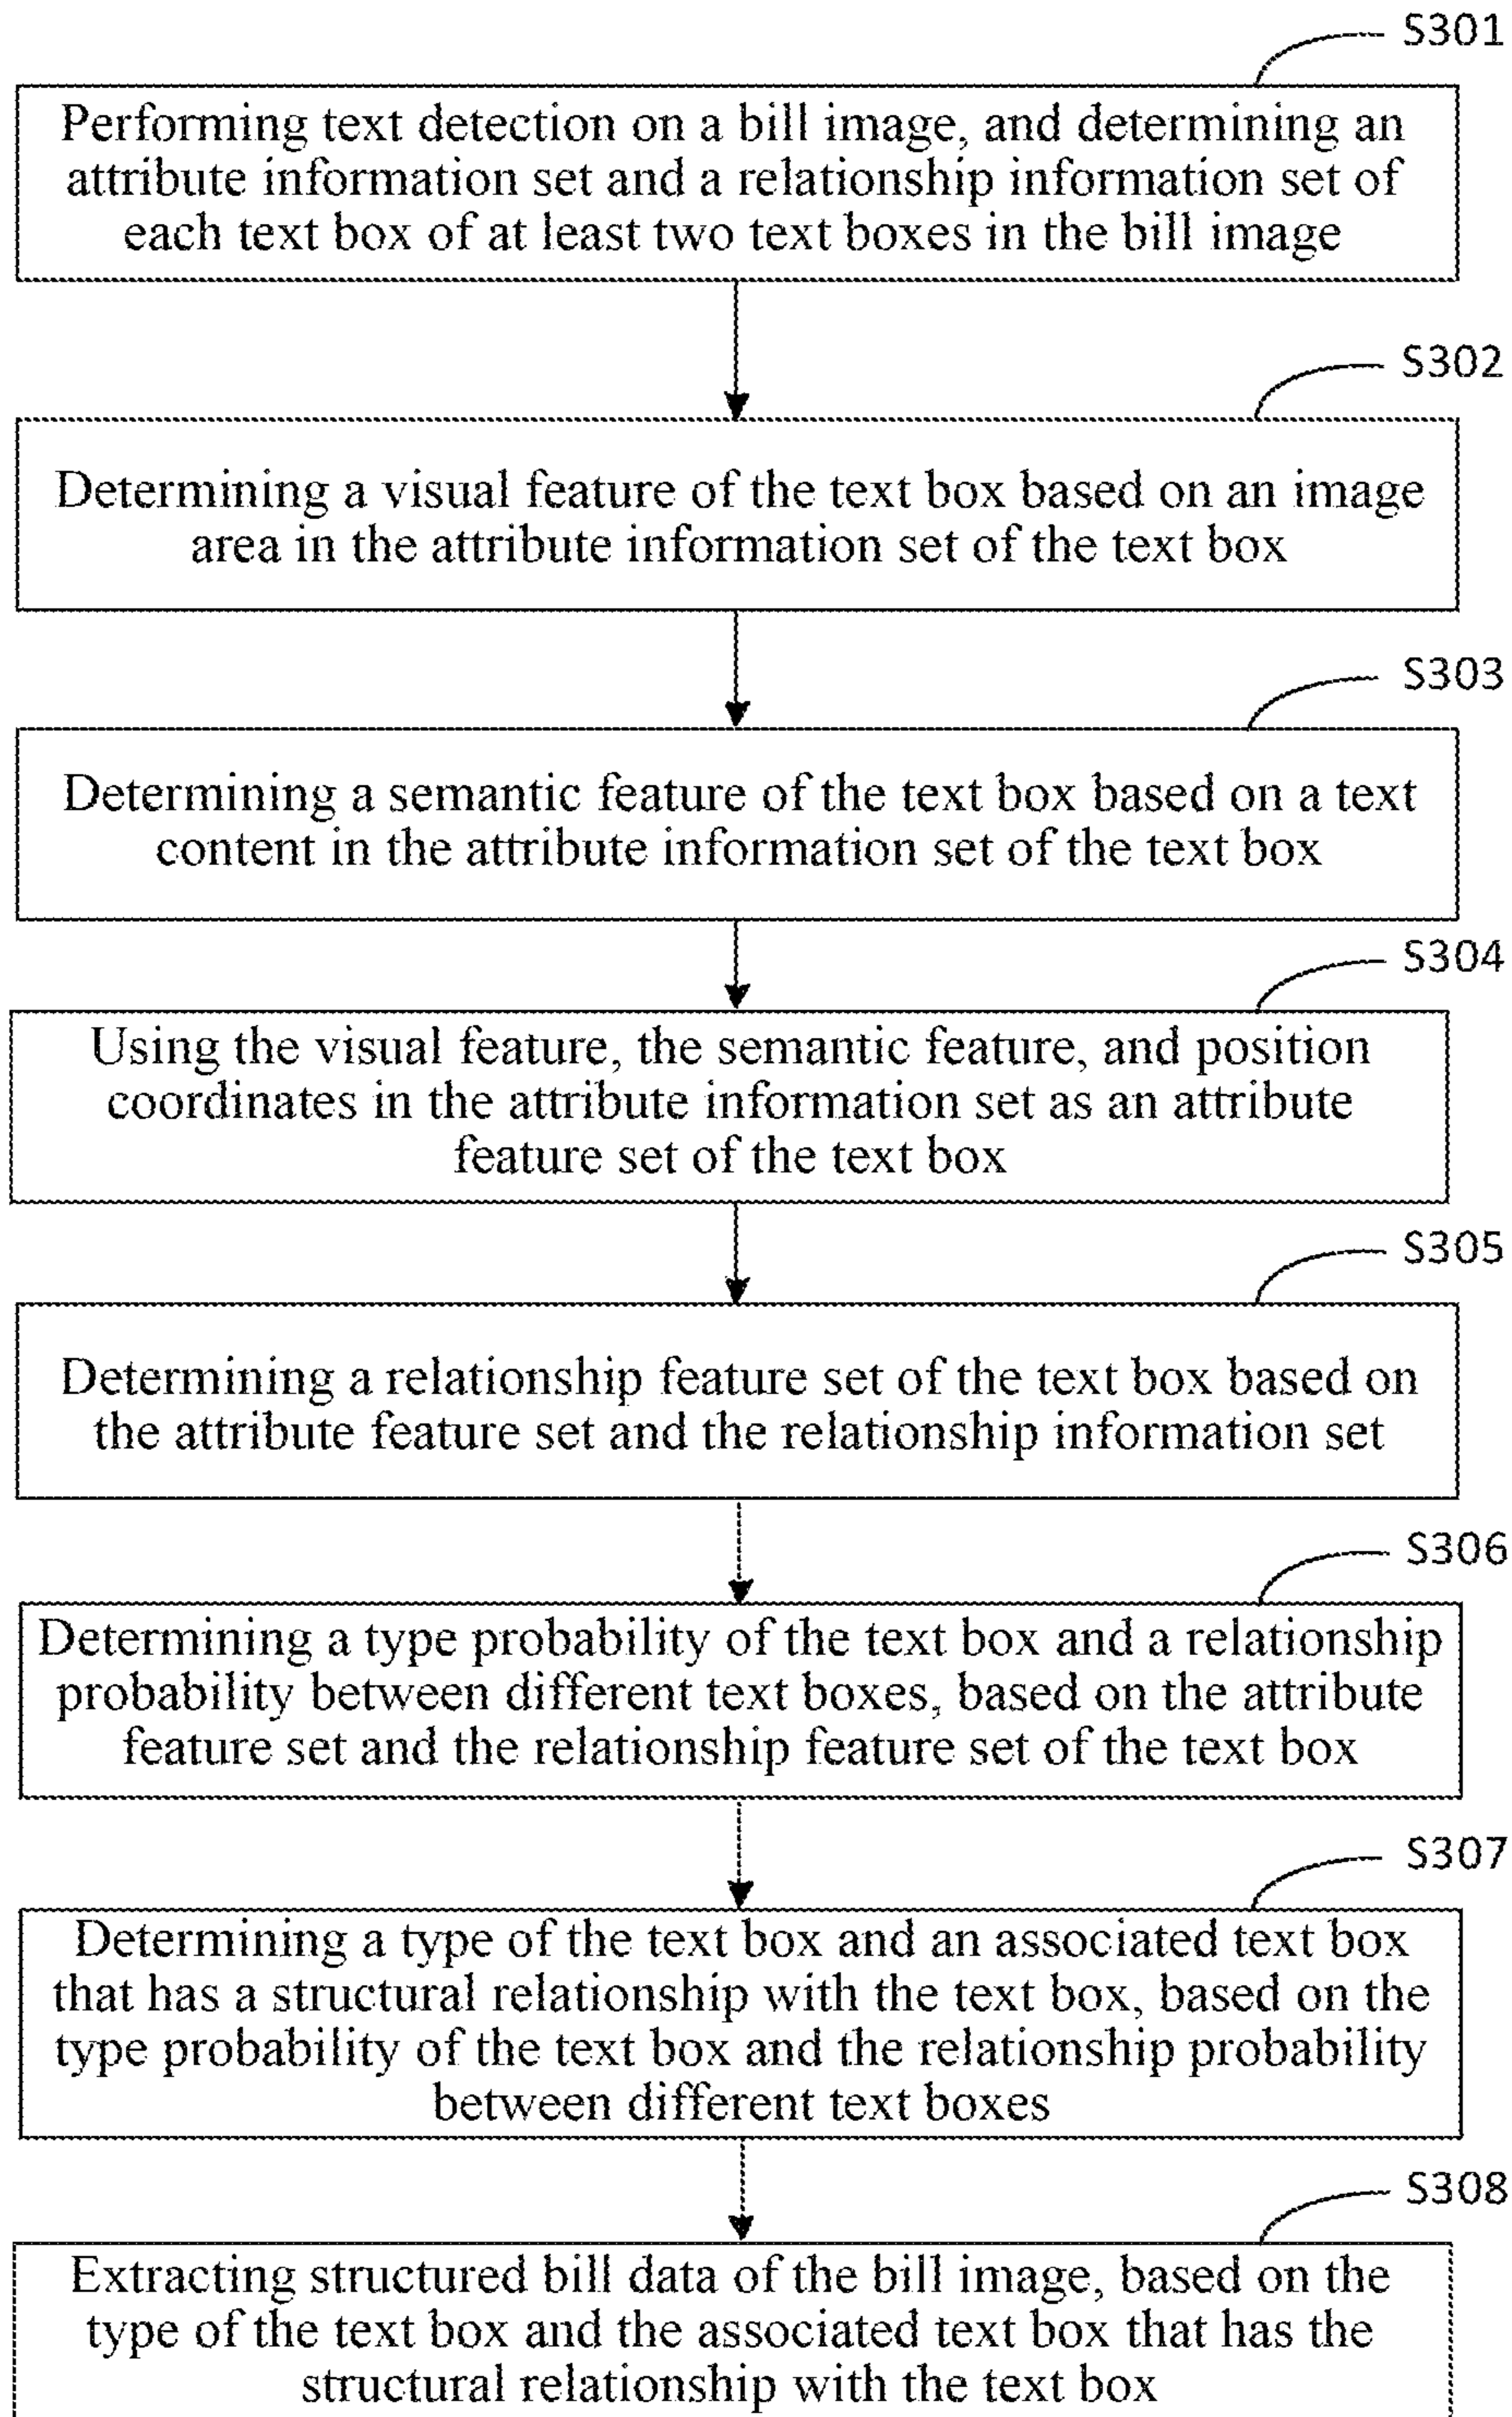 S301
Performing text detection on a bill image, and determining an
attribute information set and a relationship information set of
each text box of at least two text boxes in the bill image
S302
Determining a visual feature of the text box based on an image
area in the attribute information set of the text box
S303
Determining a semantic feature of the text box based on a text
content in the attribute information set of the text box
S304
Using the visual feature, the semantic feature, and position
coordinates in the attribute information set as an attribute
feature set of the text box
S305
Determining a relationship feature set of the text box based on
the attribute feature set and the relationship information set
S306
Determining a type probability of the text box and a relationship
probability between different text boxes, based on the attribute
feature set and the relationship feature set of the text box
S307
Determining a type of the text box and an associated text box
that has a structural relationship with the text box, based on the
type probability of the text box and the relationship probability
between different text boxes
S308
Extracting structured bill data of the bill image, based on the
type of the text box and the associated text box that has the
structural relationship with the text box